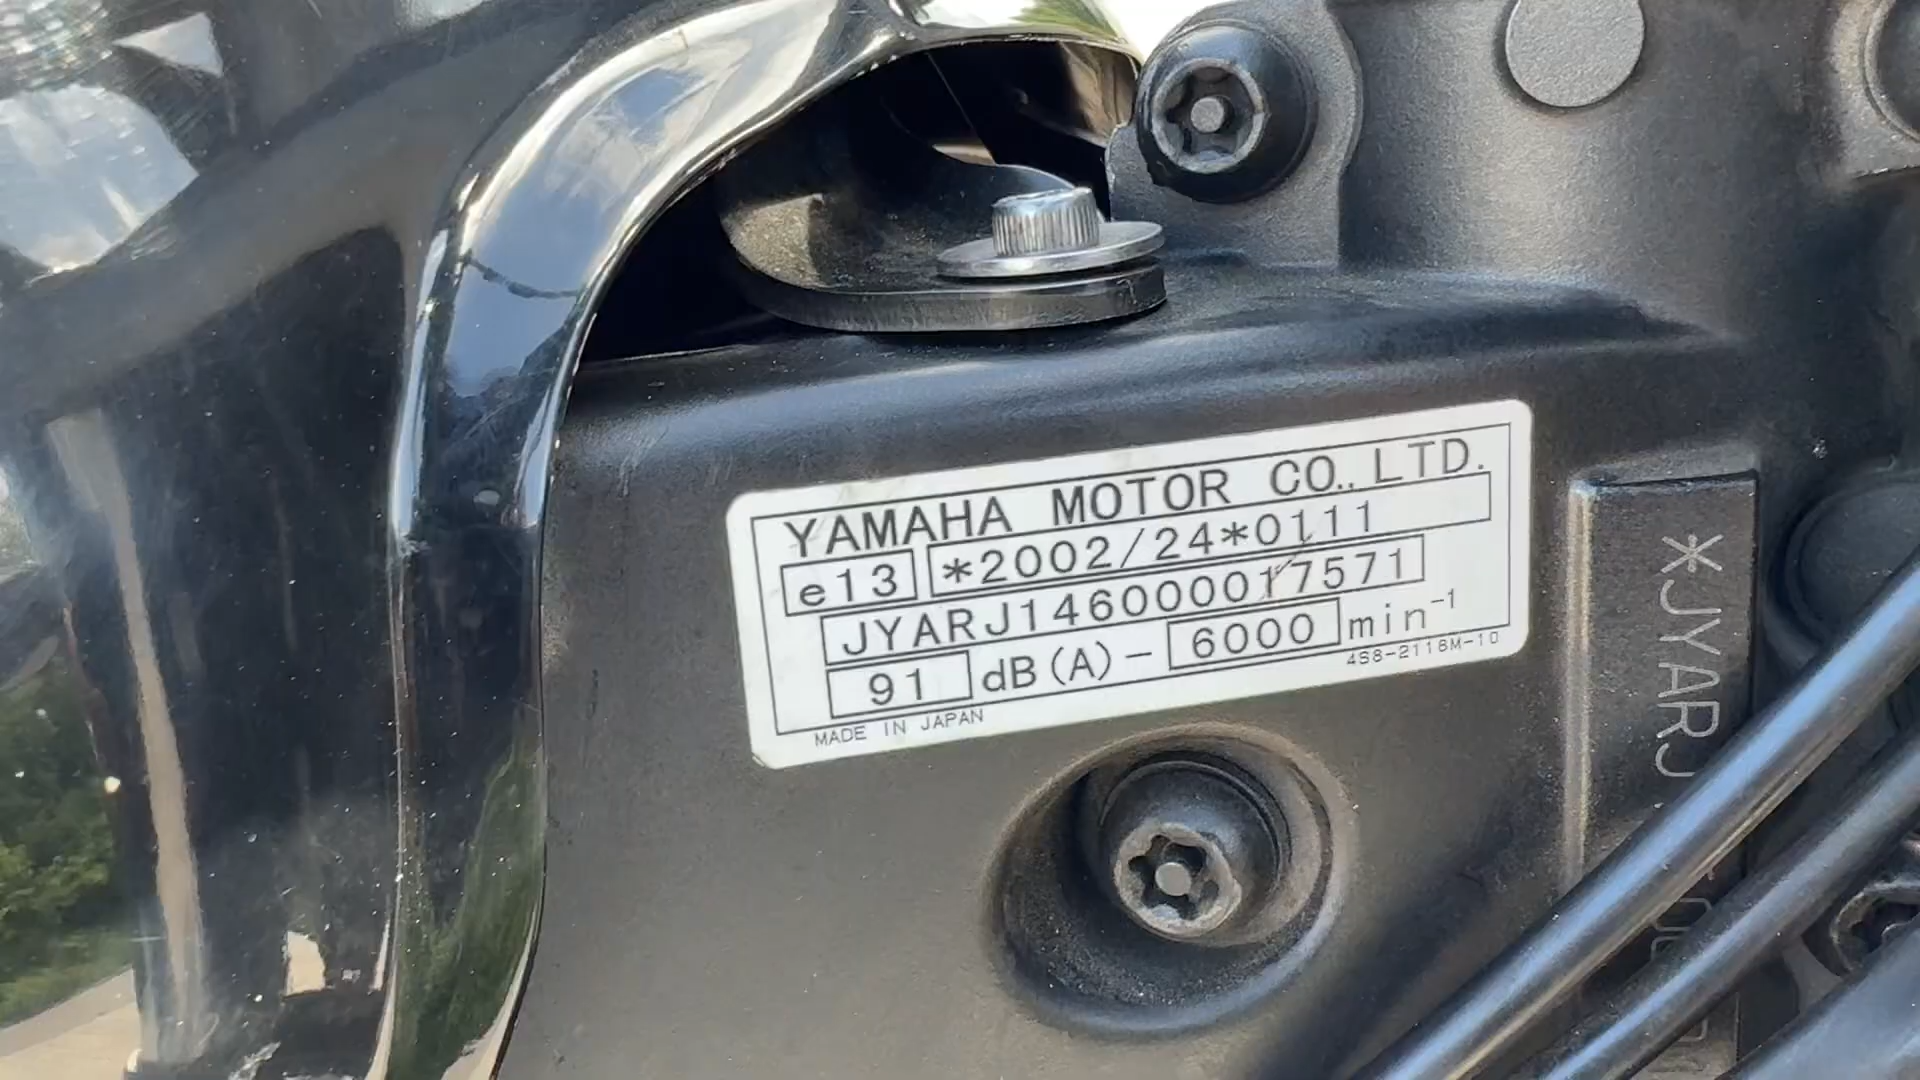 YAMAHA MOTOR CO., LTD.
e13 *2002/24*0111
JYARJ146000017571
91 dB(A) - 6000 min-1
4S8-2118M-10
MADE IN JAPAN
*JYARJ